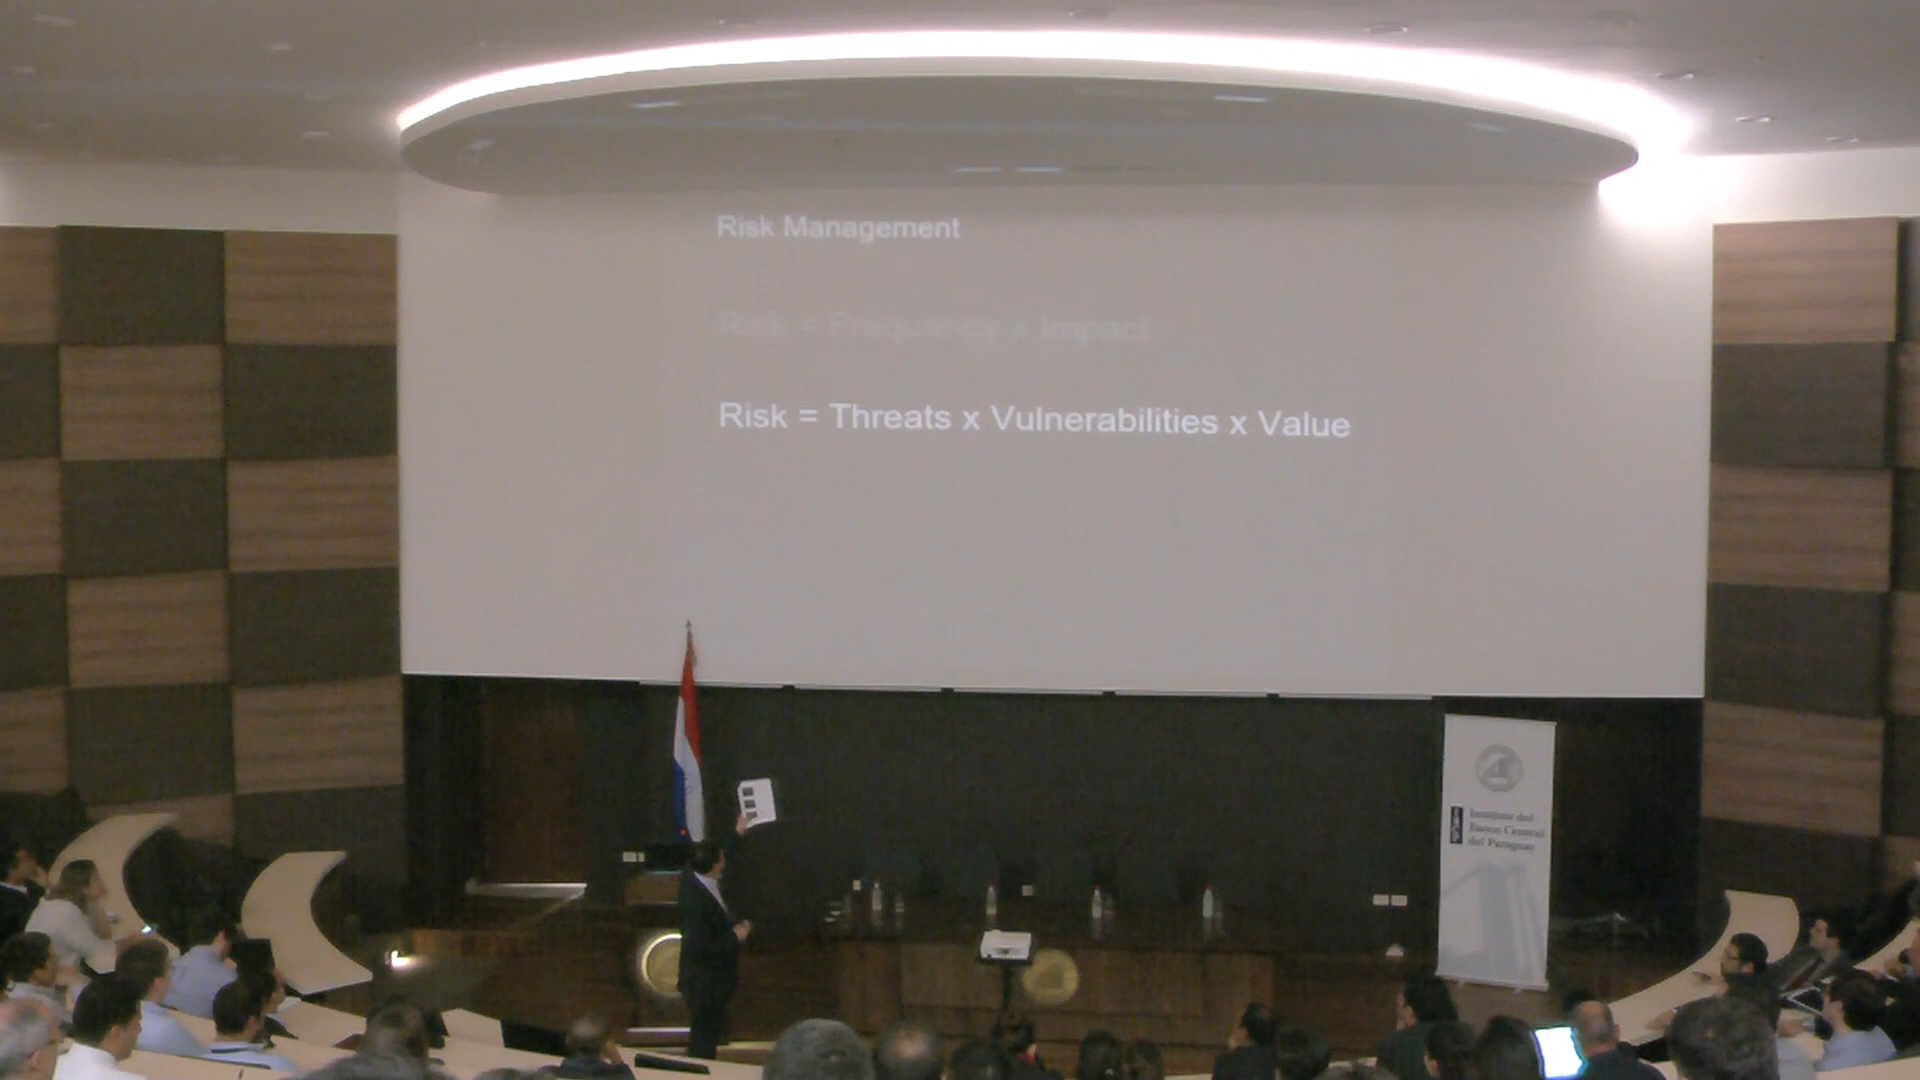 Risk Management
Risk = Frequency x Impact
Risk = Threats x Vulnerabilities x Value
Instituto del
Banco Central
del Paraguay